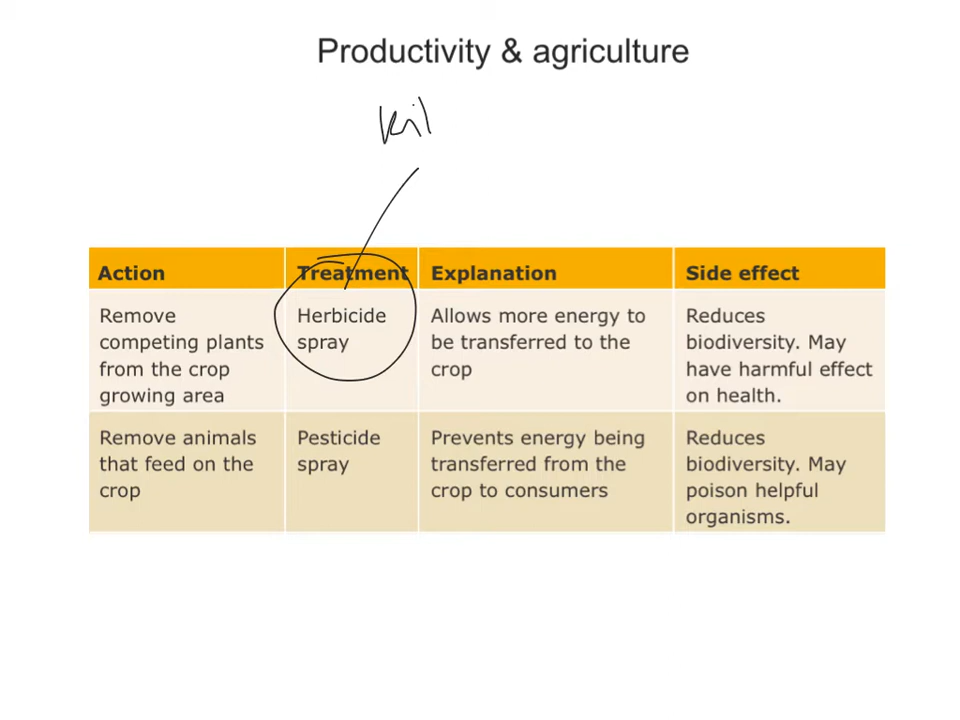 Productivity & agriculture
kil
Action Treatment Explanation Side effect
Remove Herbicide Allows more energy to Reduces
competing plants spray be transferred to the biodiversity. May
from the crop crop have harmful effect
growing area on health.
Remove animals Pesticide Prevents energy being Reduces
that feed on the spray transferred from the biodiversity. May
crop crop to consumers poison helpful
organisms.